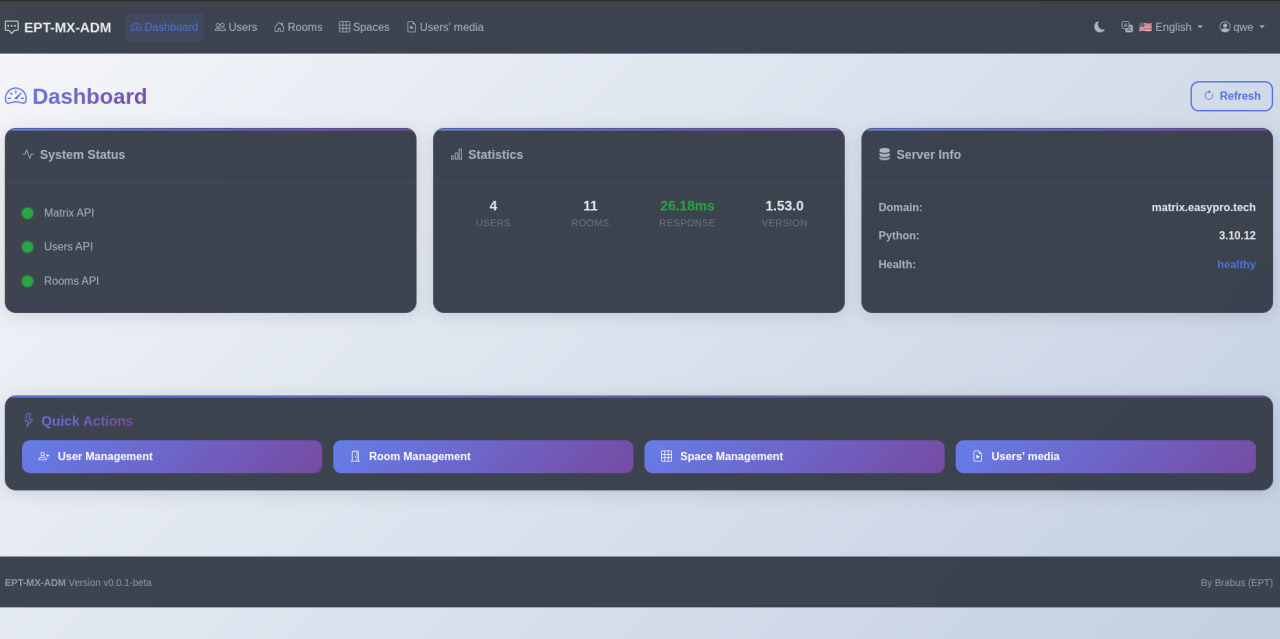 EPT-MX-ADM Dashboard Users Rooms Spaces Users' media English qwe
Dashboard
Refresh
System Status
Matrix API
Users API
Rooms API
Statistics
4 11 26.18ms 1.53.0
USERS ROOMS RESPONSE VERSION
Server Info
Domain: matrix.easypro.tech
Python: 3.10.12
Health: healthy
Quick Actions
User Management Room Management Space Management Users' media
EPT-MX-ADM Version v0.0.1-beta By Brabus (EPT)